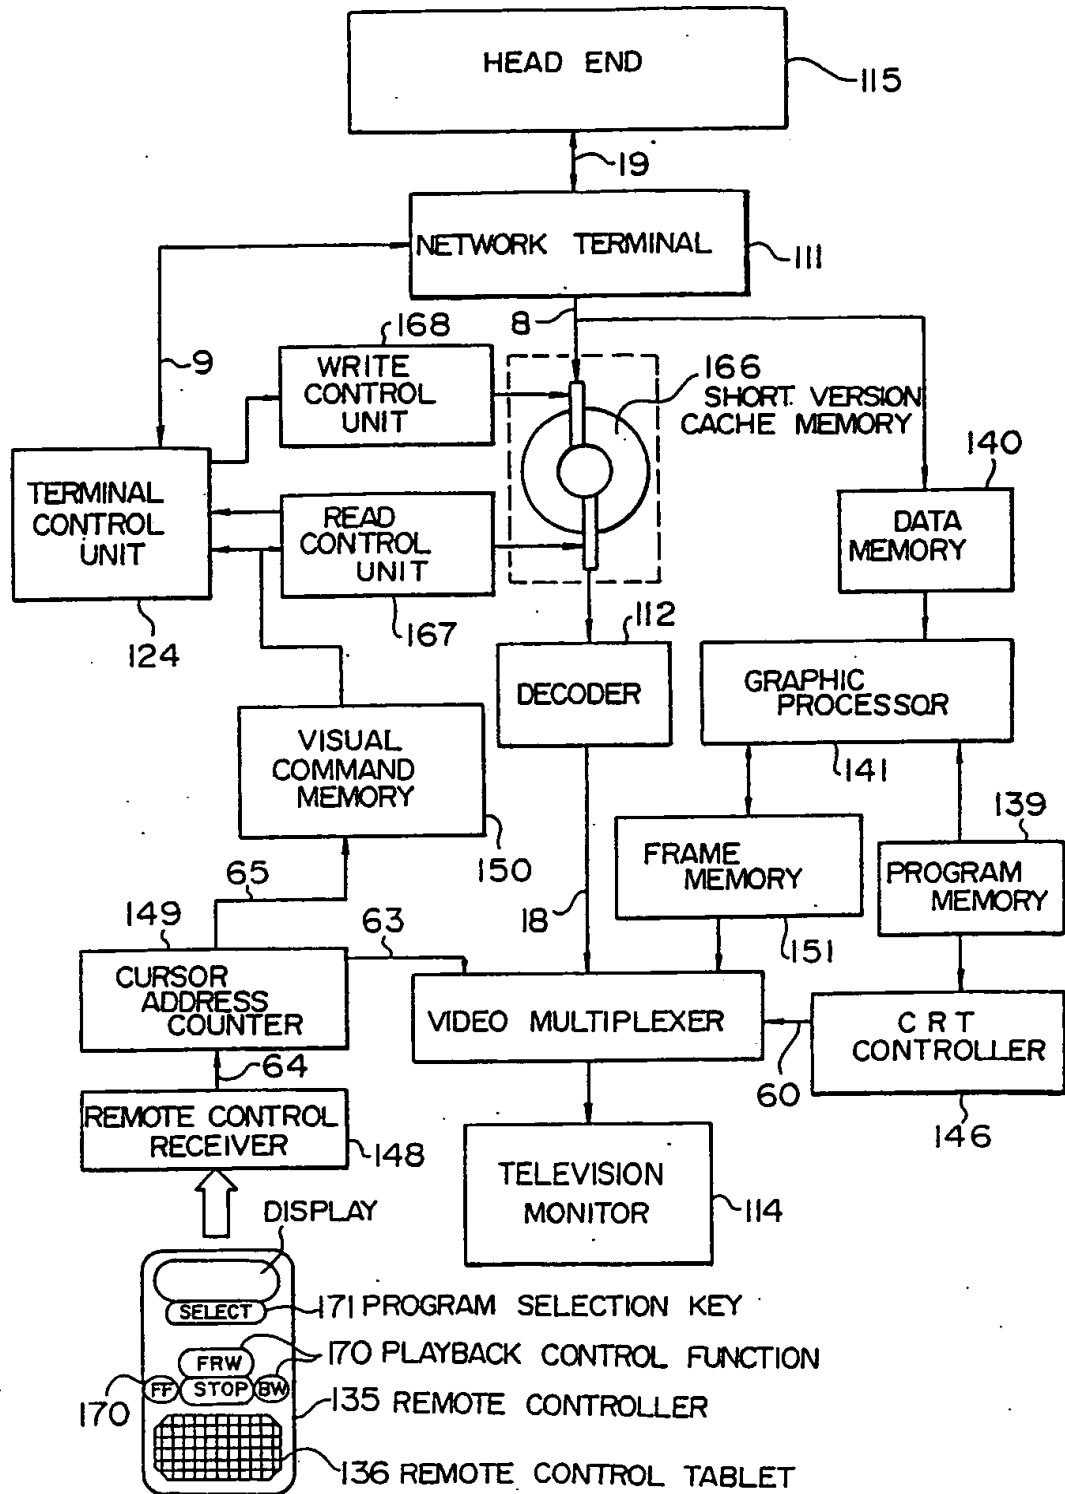 HEAD END
115
19
NETWORK TERMINAL
111
8
168
9
WRITE
CONTROL
UNIT
166
SHORT VERSION
CACHE MEMORY
140
TERMINAL
CONTROL
UNIT
READ
CONTROL
UNIT
DATA
MEMORY
124
167
112
DECODER
GRAPHIC
PROCESSOR
VISUAL
COMMAND
MEMORY
141
139
150
FRAME
MEMORY
PROGRAM
MEMORY
65
149
63
18
151
CURSOR
ADDRESS
COUNTER
VIDEO MULTIPLEXER
CRT
CONTROLLER
64
60
REMOTE CONTROL
RECEIVER
148
146
TELEVISION
MONITOR
114
DISPLAY
SELECT
171 PROGRAM SELECTION KEY
FRW
170 PLAYBACK CONTROL FUNCTION
FF
STOP
BW
170
135 REMOTE CONTROLLER
136 REMOTE CONTROL TABLET